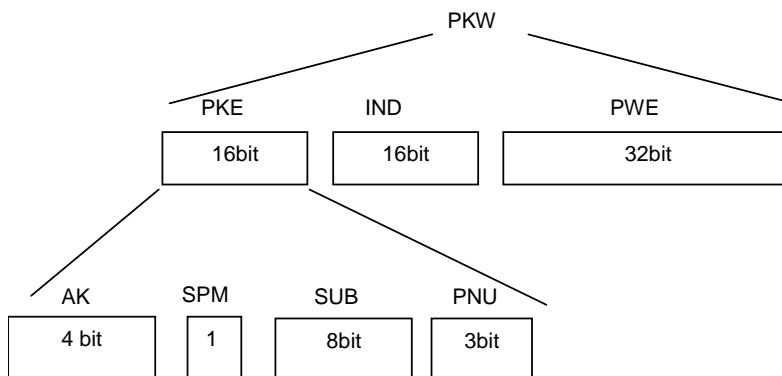 PKW
PKE IND PWE
16bit 16bit 32bit
AK SPM SUB PNU
4 bit 1 8bit 3bit